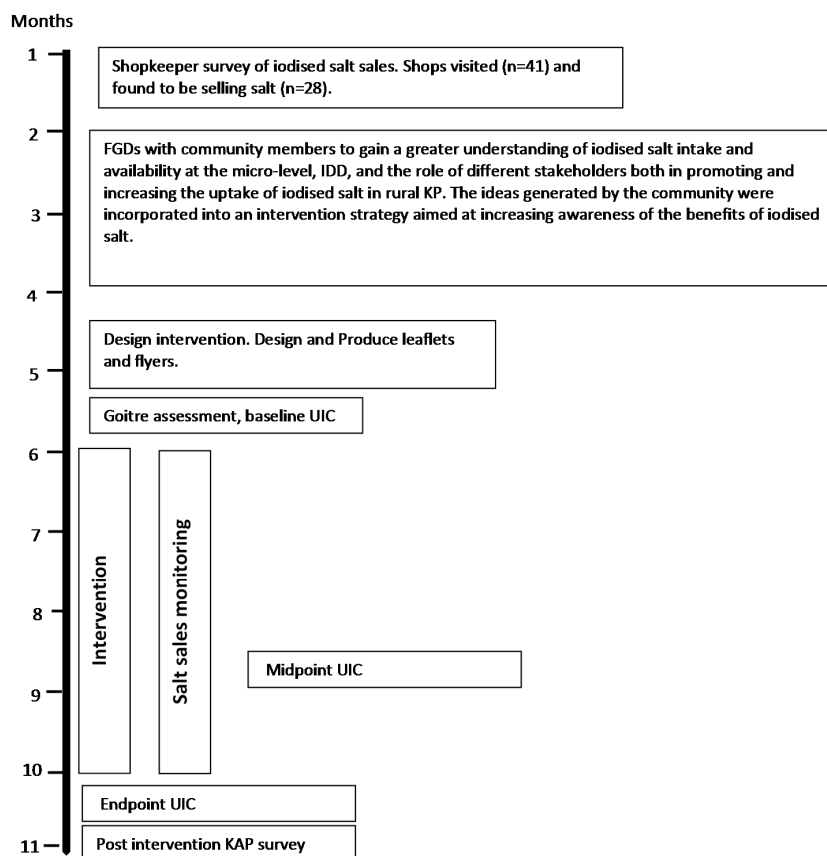 Months
1
Shopkeeper survey of iodised salt sales. Shops visited (n=41) and
found to be selling salt (n=28).
2
FGDs with community members to gain a greater understanding of iodised salt intake and
availability at the micro-level, IDD, and the role of different stakeholders both in promoting and
increasing the uptake of iodised salt in rural KP. The ideas generated by the community were
3
incorporated into an intervention strategy aimed at increasing awareness of the benefits of iodised
salt.
4
Design intervention. Design and Produce leaflets
and flyers.
5
Goitre assessment, baseline UIC
6
Intervention
Salt sales monitoring
7
8
Midpoint UIC
9
10
Endpoint UIC
Post intervention KAP survey
11